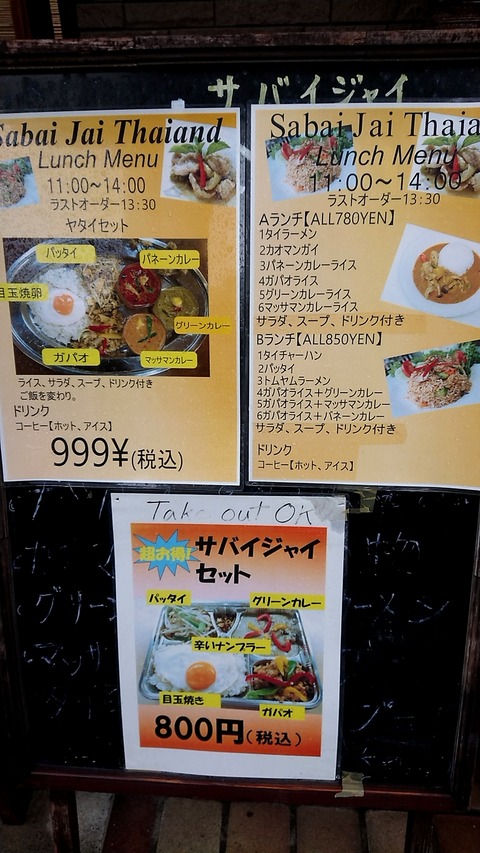 サバイジャイ
Sabai Jai Thaiand
Lunch Menu
11:00～14:00
ラストオーダー13:30
ヤタイセット
パッタイ
パネーンカレー
目玉焼卵
グリーンカレー
ガパオ
マッサマンカレー
ライス、サラダ、スープ、ドリンク付き
ご飯を変わり。
ドリンク
コーヒー【ホット、アイス】
999¥(税込)
Sabai Jai Thaia
Lunch Menu
11:00～14:00
ラストオーダー13:30
Aランチ【ALL780YEN】
1タイラーメン
2カオマンガイ
3パネーンカレーライス
4ガパオライス
5グリーンカレーライス
6マッサマンカレーライス
サラダ、スープ、ドリンク付き
Bランチ【ALL850YEN】
1タイチャーハン
2パッタイ
3トムヤムラーメン
4ガパオライス＋グリーンカレー
5ガパオライス＋マッサマンカレー
6ガパオライス＋パネーンカレー
サラダ、スープ、ドリンク付き
ドリンク
コーヒー【ホット、アイス】
Take out OK
超お得!
サバイジャイ
セット
パッタイ
グリーンカレー
辛いナンプラー
目玉焼き
ガパオ
800円(税込)
グリー
メン
マッサ